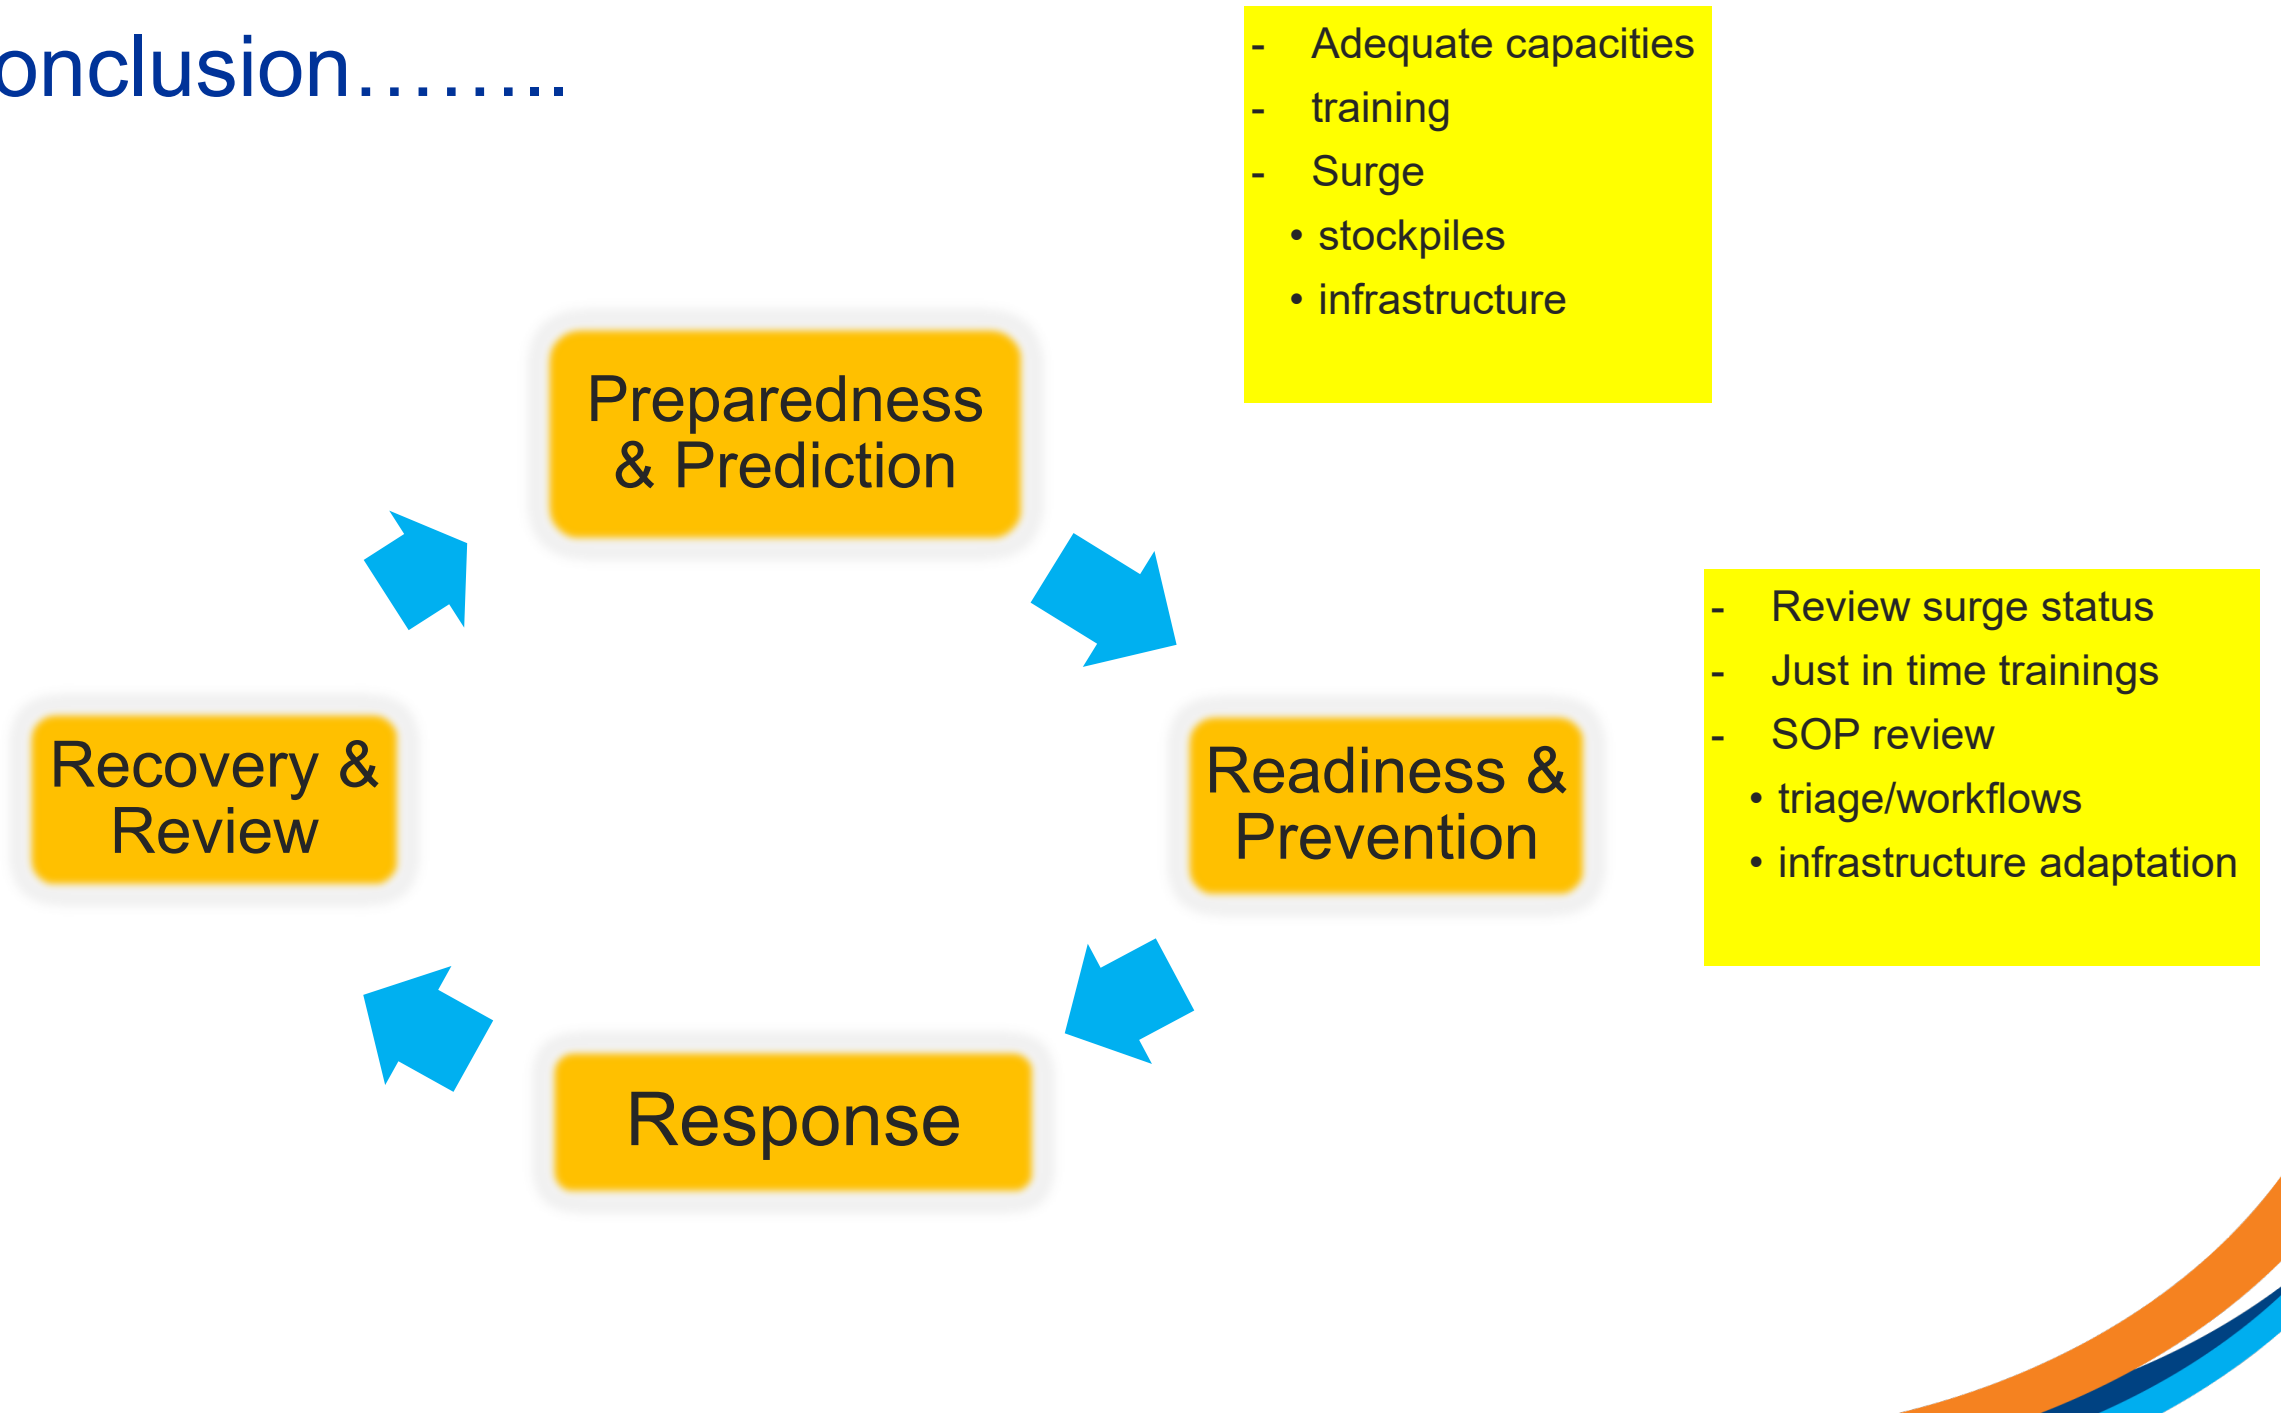 onclusion........
- Adequate capacities
- training
- Surge
• stockpiles
• infrastructure
Preparedness
& Prediction
- Review surge status
- Just in time trainings
- SOP review
• triage/workflows
• infrastructure adaptation
Readiness &
Prevention
Response
Recovery &
Review